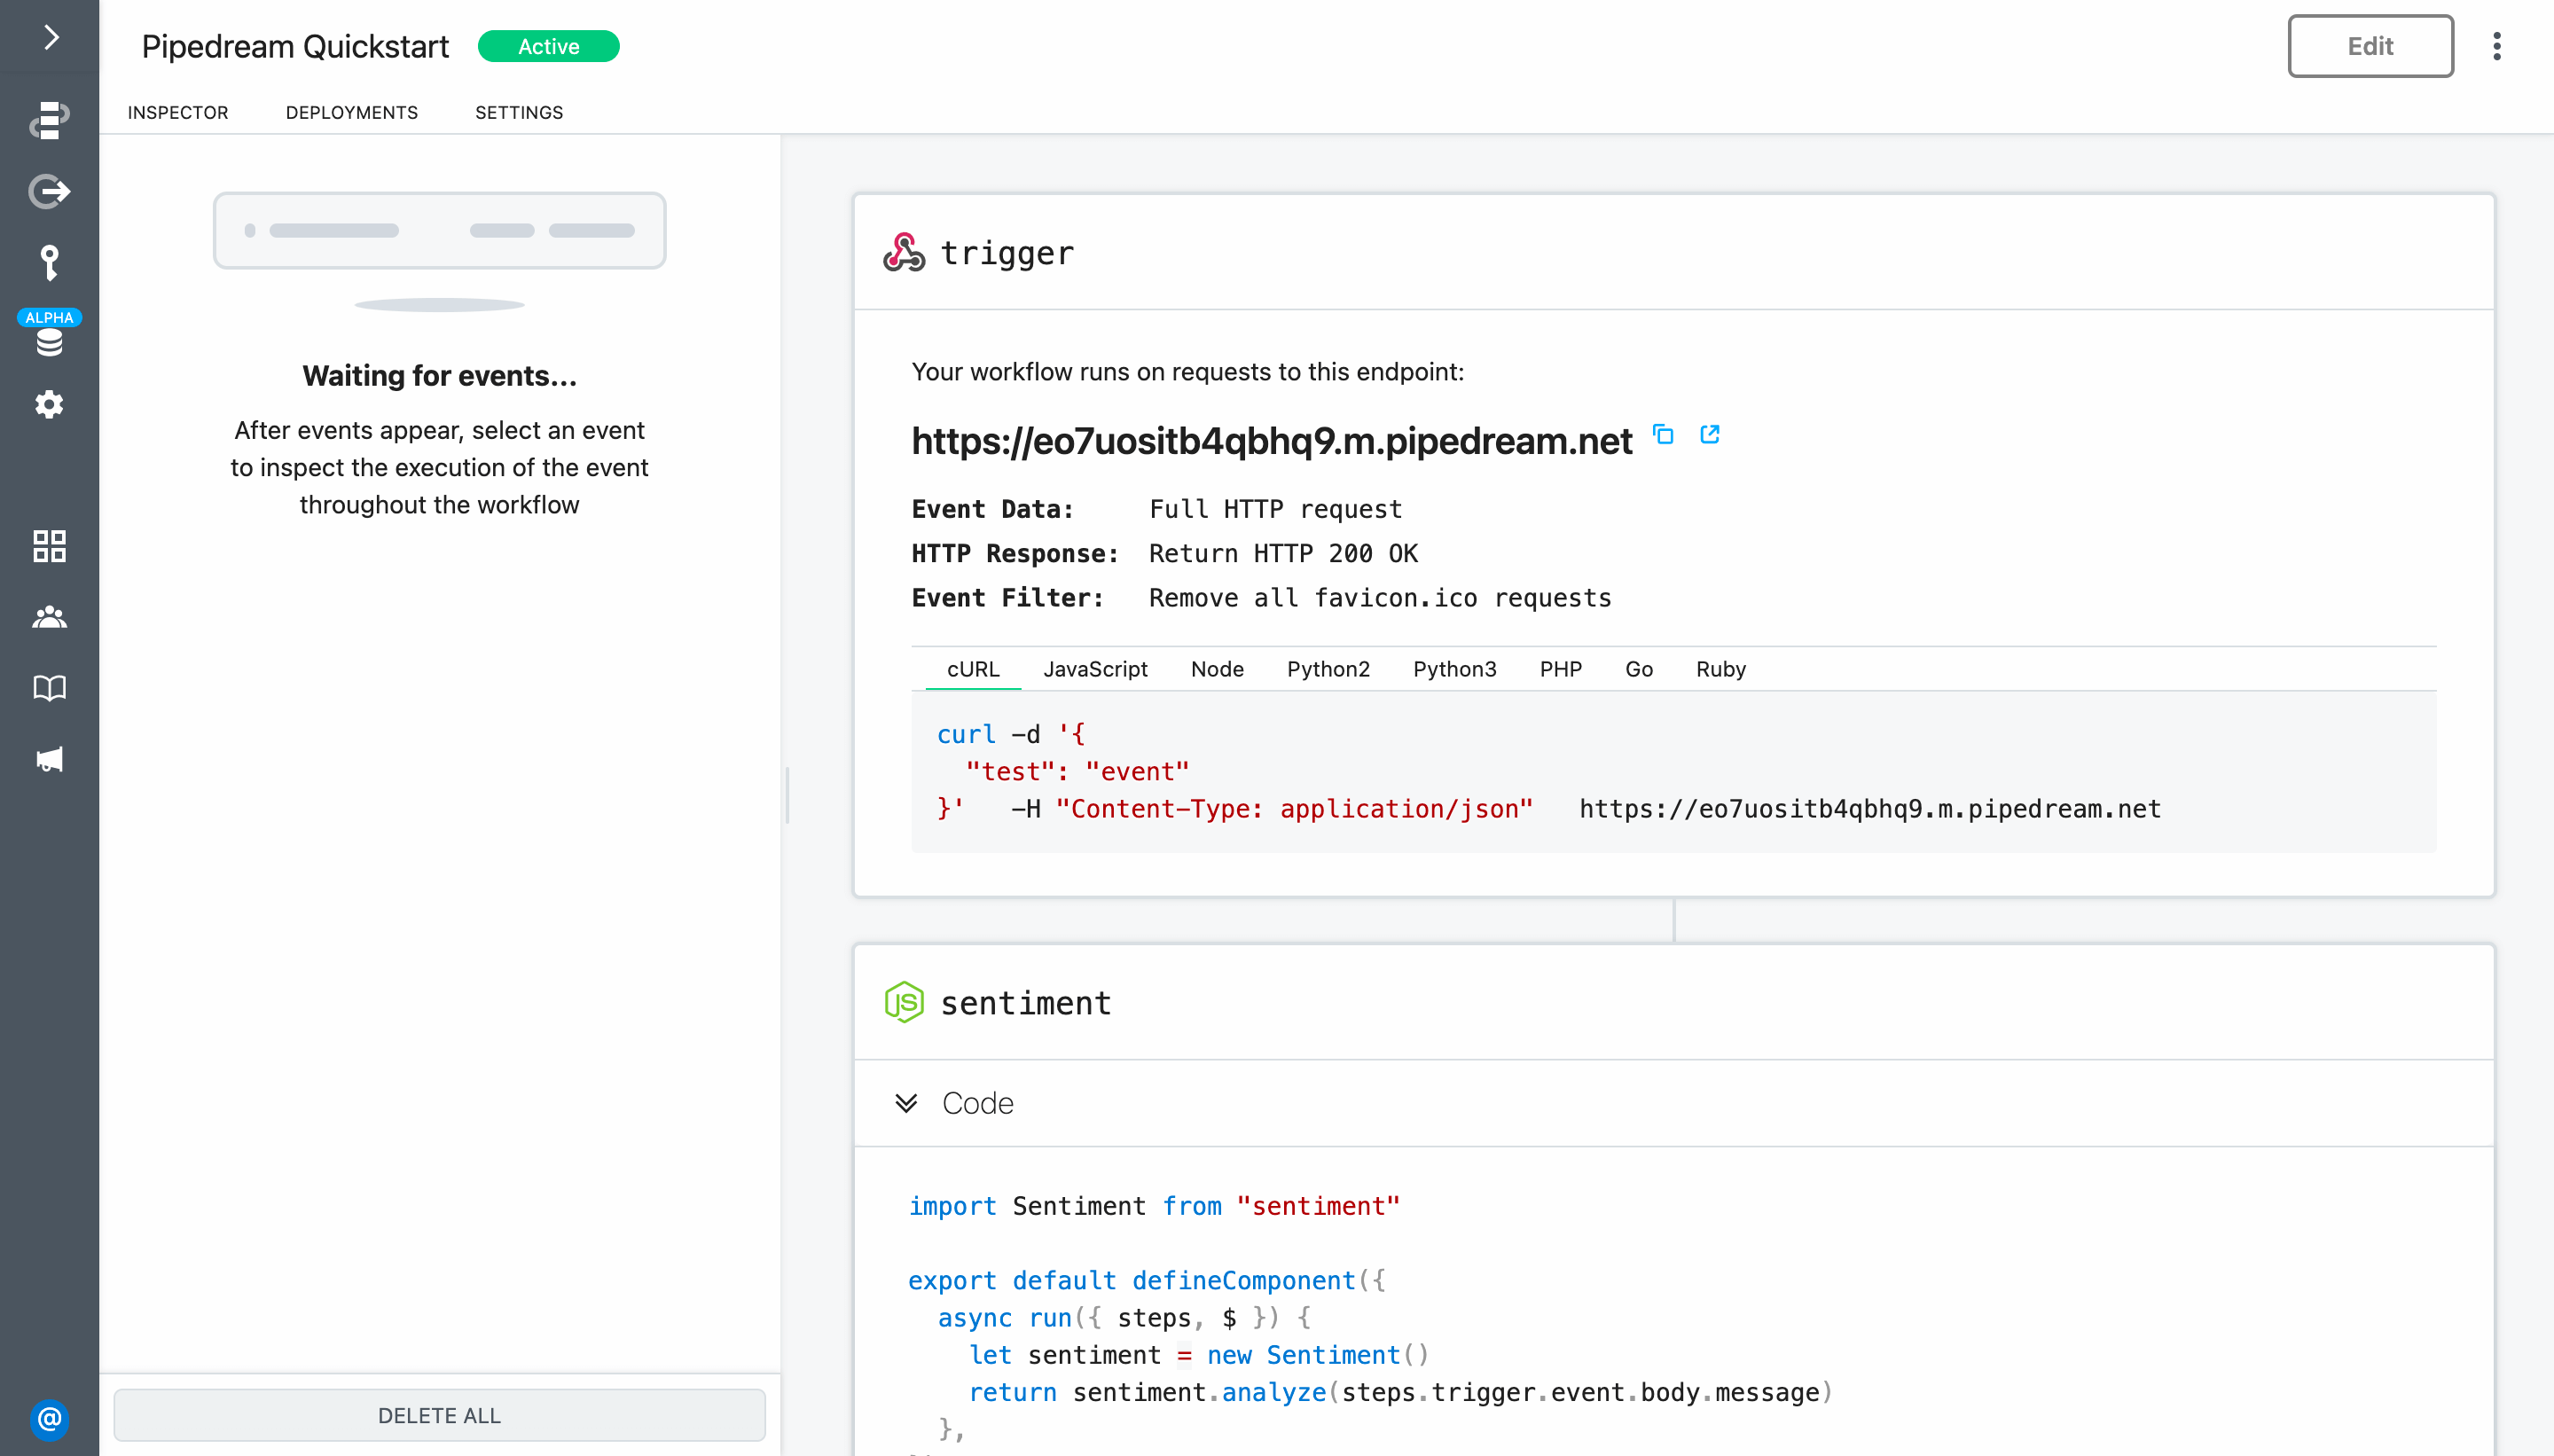 Pipedream Quickstart
Active
Edit
INSPECTOR
DEPLOYMENTS
SETTINGS
ALPHA
@
Waiting for events...
After events appear, select an event
to inspect the execution of the event
throughout the workflow
DELETE ALL
trigger
Your workflow runs on requests to this endpoint:
https://eo7uositb4qbhq9.m.pipedream.net
Event Data: Full HTTP request
HTTP Response: Return HTTP 200 OK
Event Filter: Remove all favicon.ico requests
cURL JavaScript Node Python2 Python3 PHP Go Ruby
curl -d '{
"test": "event"
}' -H "Content-Type: application/json" https://eo7uositb4qbhq9.m.pipedream.net
JS
sentiment
Code
import Sentiment from "sentiment"
export default defineComponent({
async run({ steps, $ }) {
let sentiment = new Sentiment()
return sentiment.analyze(steps.trigger.event.body.message)
},